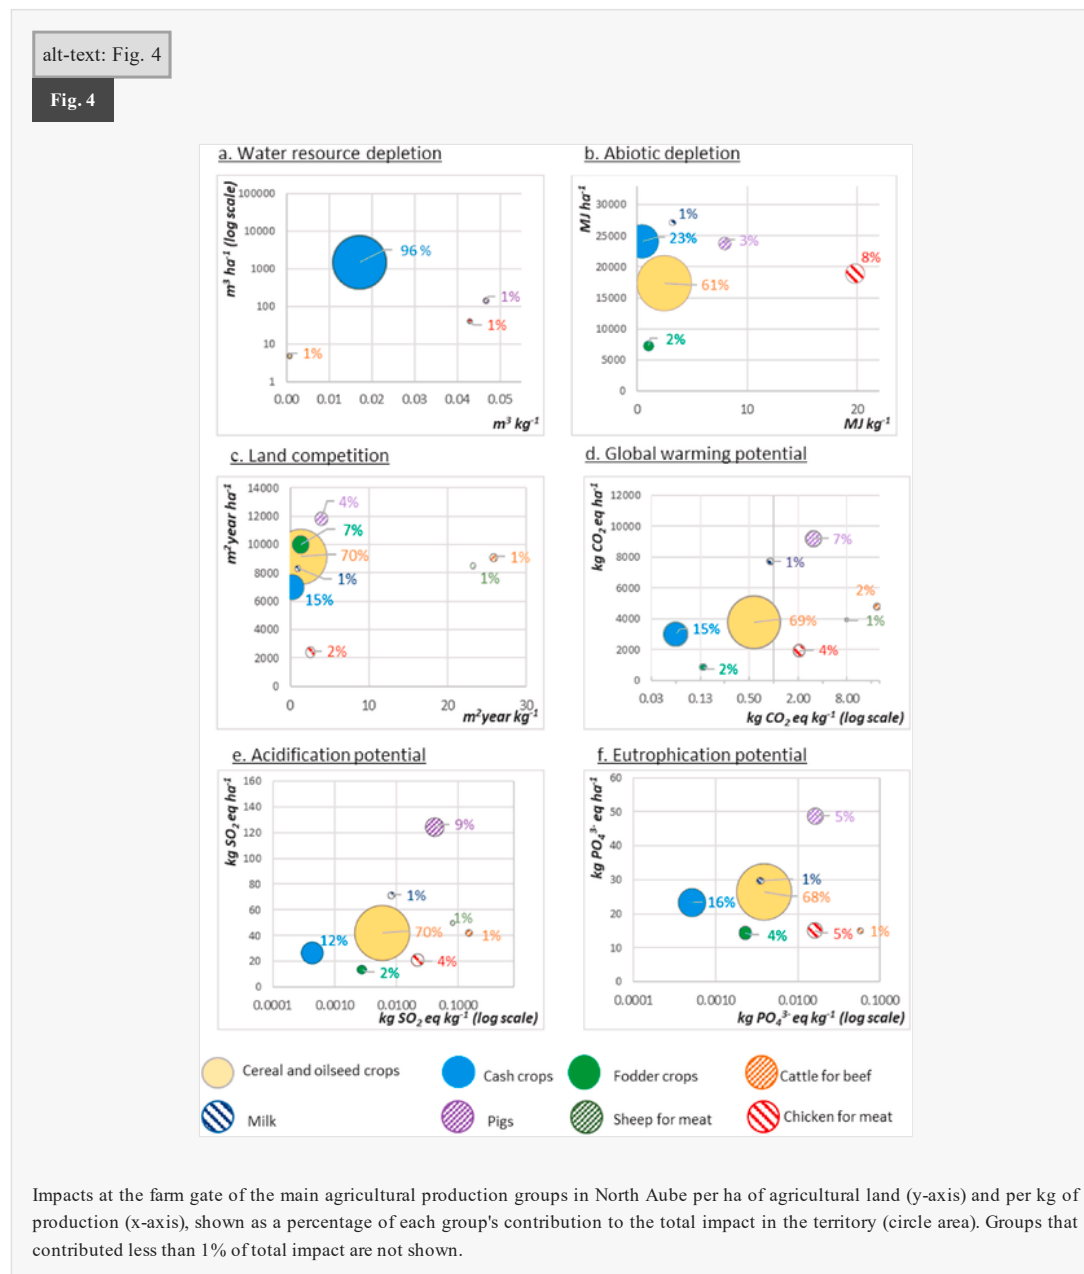 alt-text: Fig. 4
Fig. 4
a. Water resource depletion
m³ ha⁻¹ (log scale)
100000
10000
1000
100
10
1
96 %
1%
1%
1%
0.00 0.01 0.02 0.03 0.04 0.05
m³ kg⁻¹
b. Abiotic depletion
MJ ha⁻¹
30000
25000
20000
15000
10000
5000
0
1%
23%
3%
8%
61%
2%
0 10 20
MJ kg⁻¹
c. Land competition
m²year ha⁻¹
14000
12000
10000
8000
6000
4000
2000
0
4%
7%
70%
1%
1%
1%
15%
2%
0 10 20 30
m²year kg⁻¹
d. Global warming potential
kg CO₂ eq ha⁻¹
12000
10000
8000
6000
4000
2000
0
7%
1%
2%
69%
1%
15%
4%
2%
0.03 0.13 0.50 2.00 8.00
kg CO₂ eq kg⁻¹ (log scale)
e. Acidification potential
kg SO₂ eq ha⁻¹
160
140
120
100
80
60
40
20
0
9%
1%
1%
70%
1%
12%
4%
2%
0.0001 0.0010 0.0100 0.1000
kg SO₂ eq kg⁻¹ (log scale)
f. Eutrophication potential
kg PO₄³⁻ eq ha⁻¹
60
50
40
30
20
10
0
5%
1%
68%
16%
4%
5%
1%
0.0001 0.0010 0.0100 0.1000
kg PO₄³⁻ eq kg⁻¹ (log scale)
Cereal and oilseed crops
Cash crops
Fodder crops
Cattle for beef
Milk
Pigs
Sheep for meat
Chicken for meat
Impacts at the farm gate of the main agricultural production groups in North Aube per ha of agricultural land (y-axis) and per kg of
production (x-axis), shown as a percentage of each group's contribution to the total impact in the territory (circle area). Groups that
contributed less than 1% of total impact are not shown.